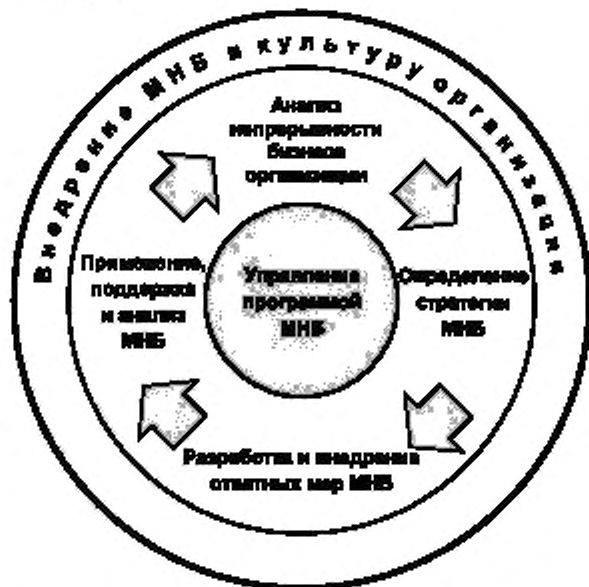 Внедрение МНБ в культуру организации
Анализ
непрерывности
бизнеса
организации
Применение,
поддержка
и анализ
МНБ
Управление
программой
МНБ
Определение
стратегии
МНБ
Разработка и внедрение
ответных мер МНБ